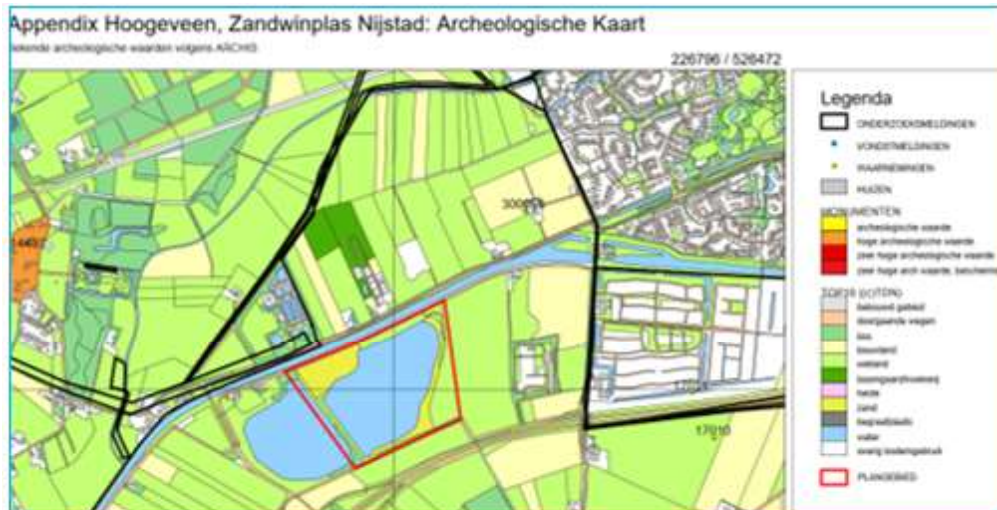 Appendix Hoogeveen, Zandwinplas Nijstad: Archeologische Kaart
bekende archeologische waarden volgens ARCHIS
226796 / 526472
Legenda
ONDERZOEKSMELDINGEN
VONDSTMELDINGEN
WAARNEMINGEN
HUIZEN
MONUMENTEN
archeologische waarde
hoge archeologische waarde
zeer hoge archeologische waarde
zeer hoge arch waarde, bescherm
TOP10
bebouwd gebied
doorgaande wegen
bos
bouwland
weiland
boomgaard/kwekerij
heide
zand
begraafplaats
water
overig bodemgebruik
PLANGEBIED
17010